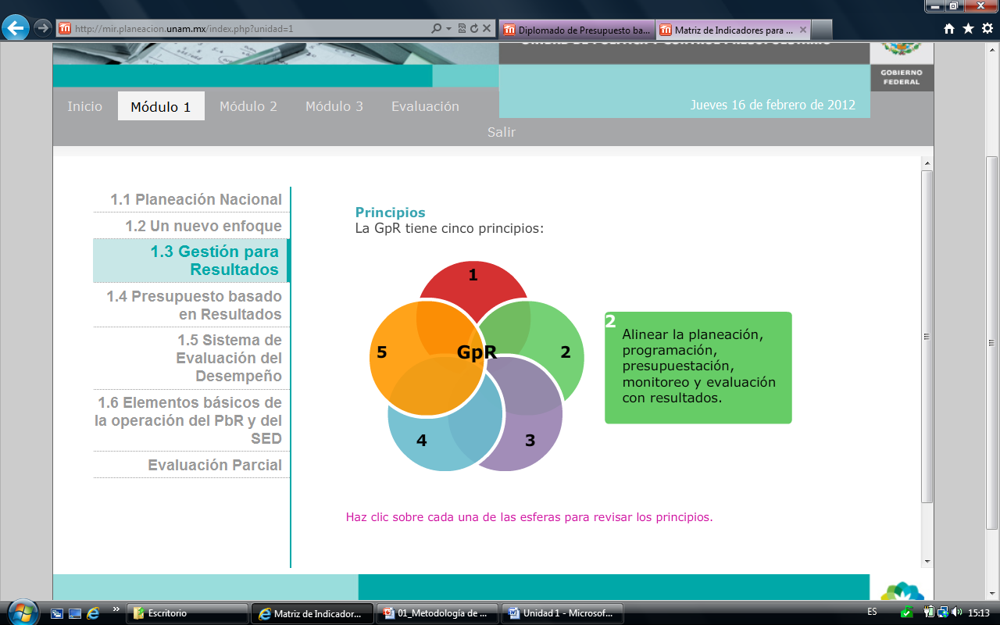 http://mir.planeacion.unam.mx/index.php?unidad=1
Diplomado de Presupuesto ba...
Matriz de Indicadores para ...
GOBIERNO
FEDERAL
Inicio
Módulo 1
Módulo 2
Módulo 3
Evaluación
Jueves 16 de febrero de 2012
Salir
1.1 Planeación Nacional
1.2 Un nuevo enfoque
1.3 Gestión para
Resultados
1.4 Presupuesto basado
en Resultados
1.5 Sistema de
Evaluación del
Desempeño
1.6 Elementos básicos de
la operación del PbR y del
SED
Evaluación Parcial
Principios
La GpR tiene cinco principios:
1
5
GpR
2
4
3
2
Alinear la planeación,
programación,
presupuestación,
monitoreo y evaluación
con resultados.
Haz clic sobre cada una de las esferas para revisar los principios.
Escritorio
Matriz de Indicador...
01_Metodología de ...
Unidad 1 - Microsof...
ES
15:13